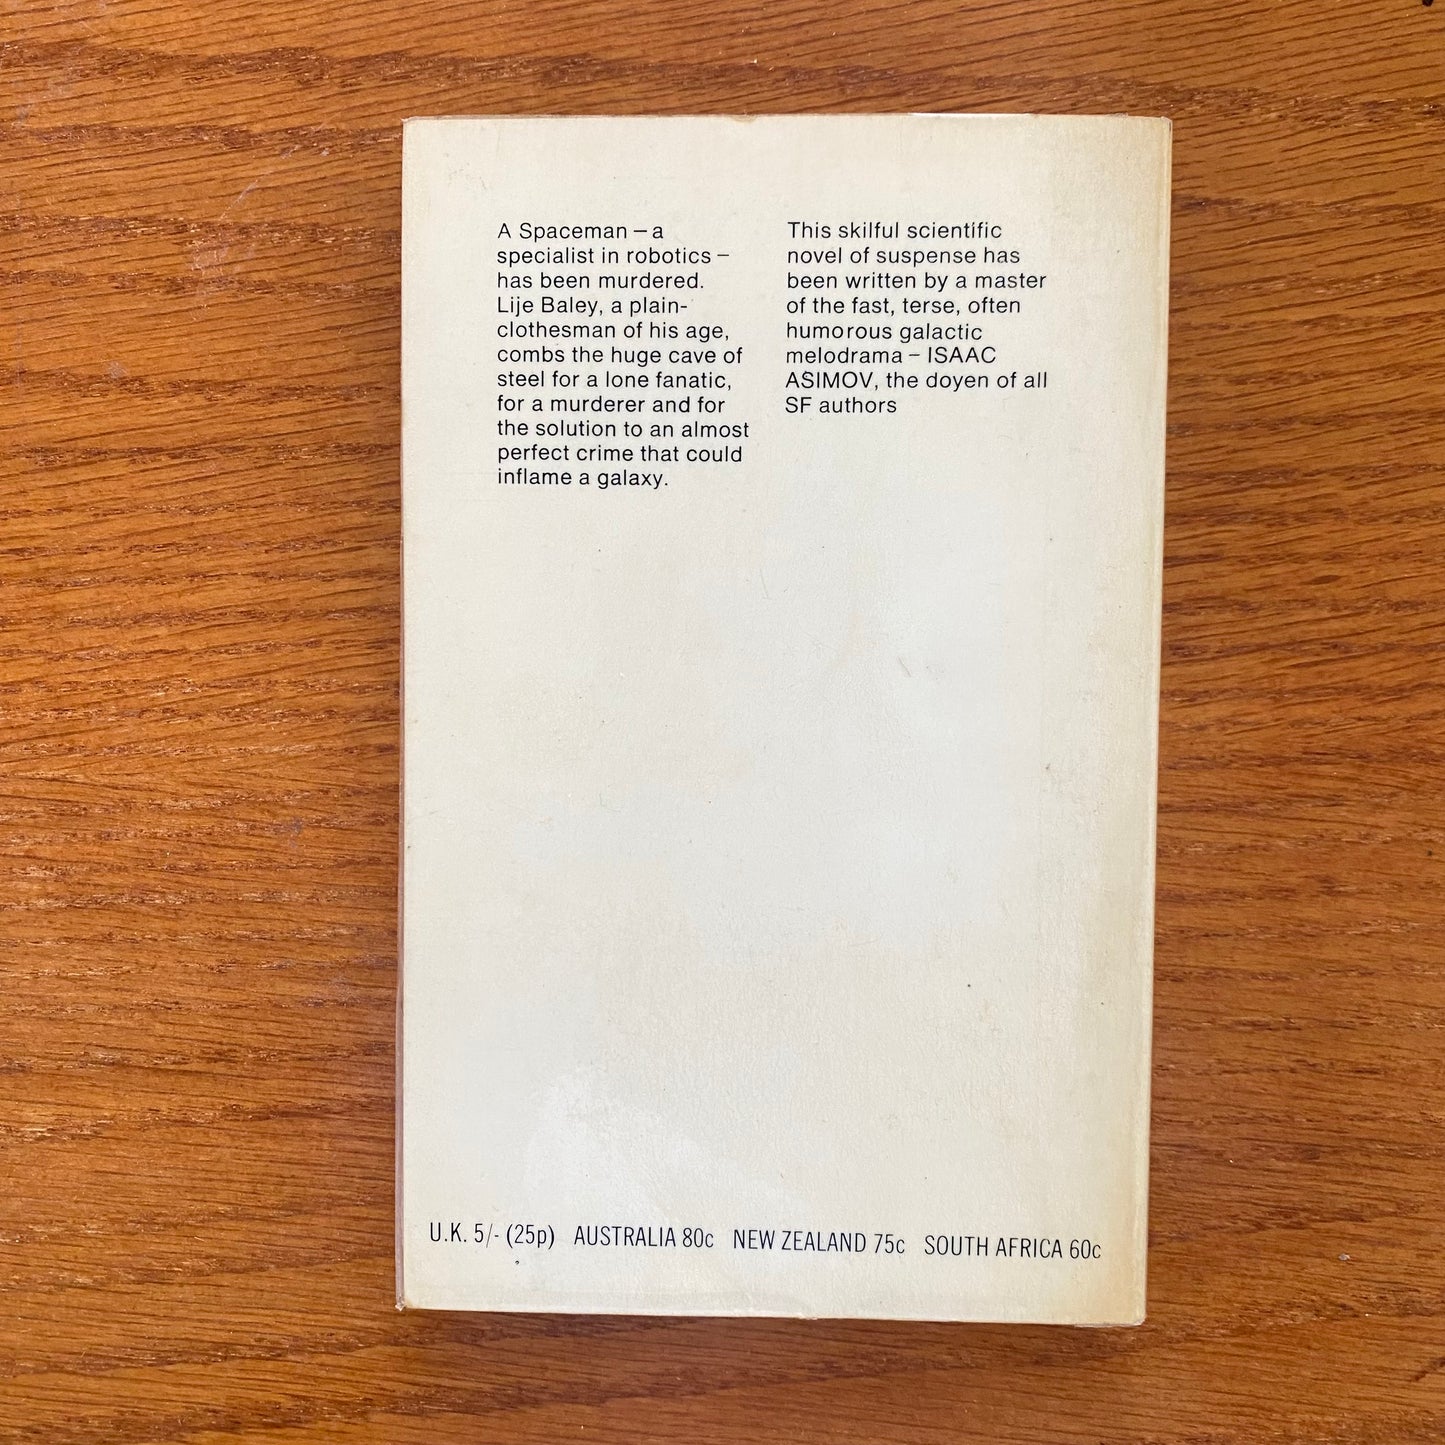 A Spaceman – a
specialist in robotics –
has been murdered.
Lije Baley, a plain-
clothesman of his age,
combs the huge cave of
steel for a lone fanatic,
for a murderer and for
the solution to an almost
perfect crime that could
inflame a galaxy.
This skilful scientific
novel of suspense has
been written by a master
of the fast, terse, often
humorous galactic
melodrama – ISAAC
ASIMOV, the doyen of all
SF authors
U.K. 5/- (25p) AUSTRALIA 80c NEW ZEALAND 75c SOUTH AFRICA 60c